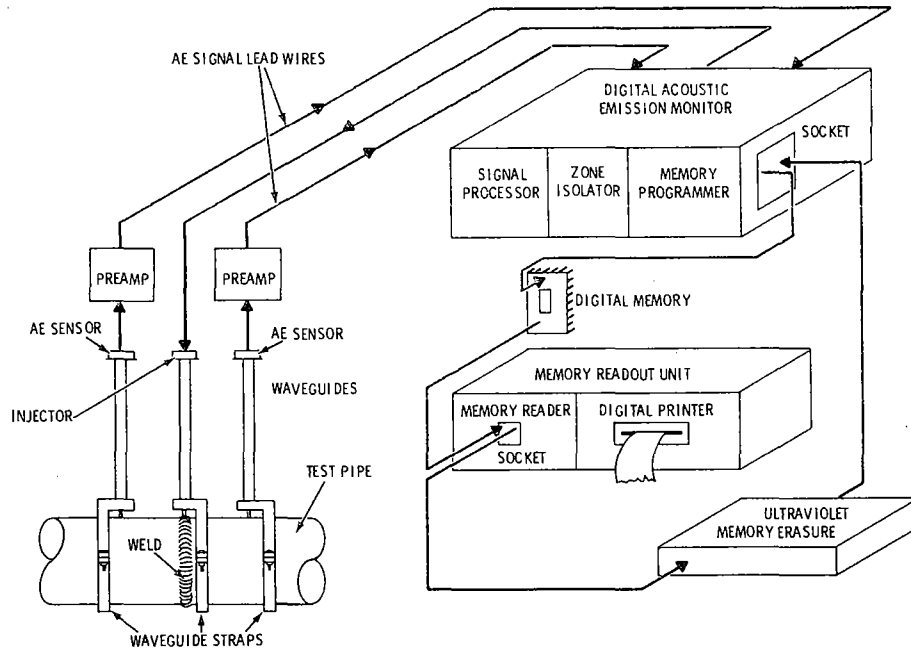 AE SIGNAL LEAD WIRES
DIGITAL ACOUSTIC
EMISSION MONITOR
SOCKET
SIGNAL
PROCESSOR
ZONE
ISOLATOR
MEMORY
PROGRAMMER
PREAMP
PREAMP
DIGITAL MEMORY
AE SENSOR
AE SENSOR
WAVEGUIDES
INJECTOR
MEMORY READOUT UNIT
MEMORY READER
SOCKET
DIGITAL PRINTER
TEST PIPE
WELD
ULTRAVIOLET
MEMORY ERASURE
WAVEGUIDE STRAPS